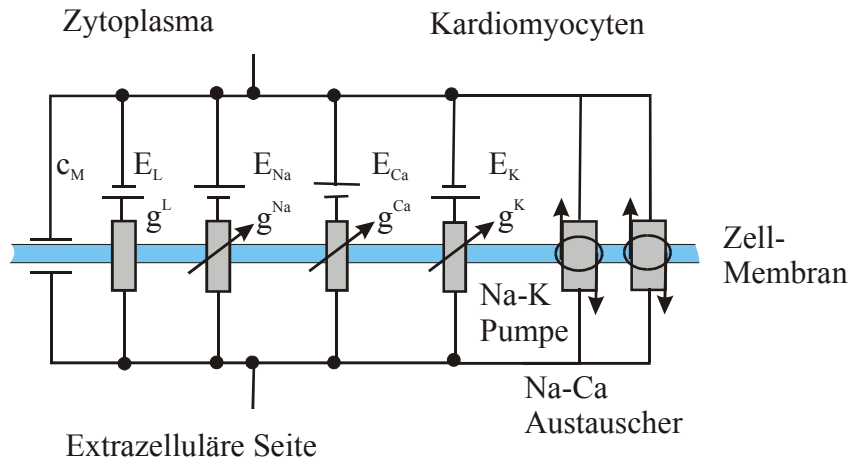 Zytoplasma
Kardiomyocyten
c_M
E_L
E_Na
E_Ca
E_K
g^L
g^Na
g^Ca
g^K
Zell-
Membran
Na-K
Pumpe
Na-Ca
Austauscher
Extrazelluläre Seite